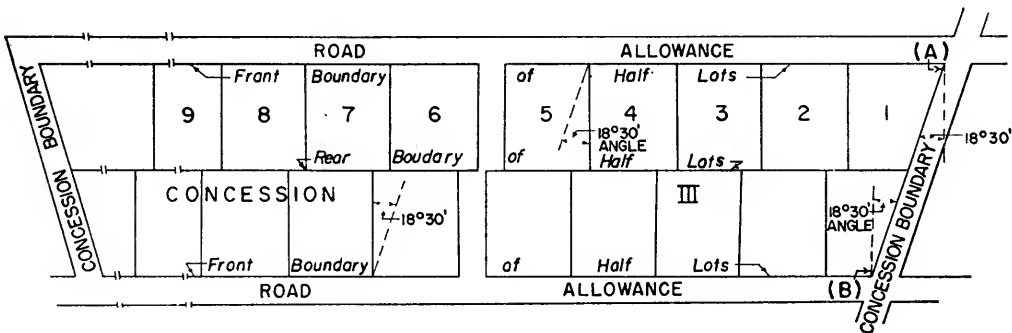 ROAD ALLOWANCE (A)
Frant Boundary of Half Lots
9 8 7 6 5 4 3 2 1
18°30' ANGLE
18°30'
Rear Boudary of Half Lots
CONCESSION III
18°30'
18°30' ANGLE
Front Boundary of Half Lots
ROAD ALLOWANCE (B)
CONCESSION BOUNDARY
CONCESSION BOUNDARY